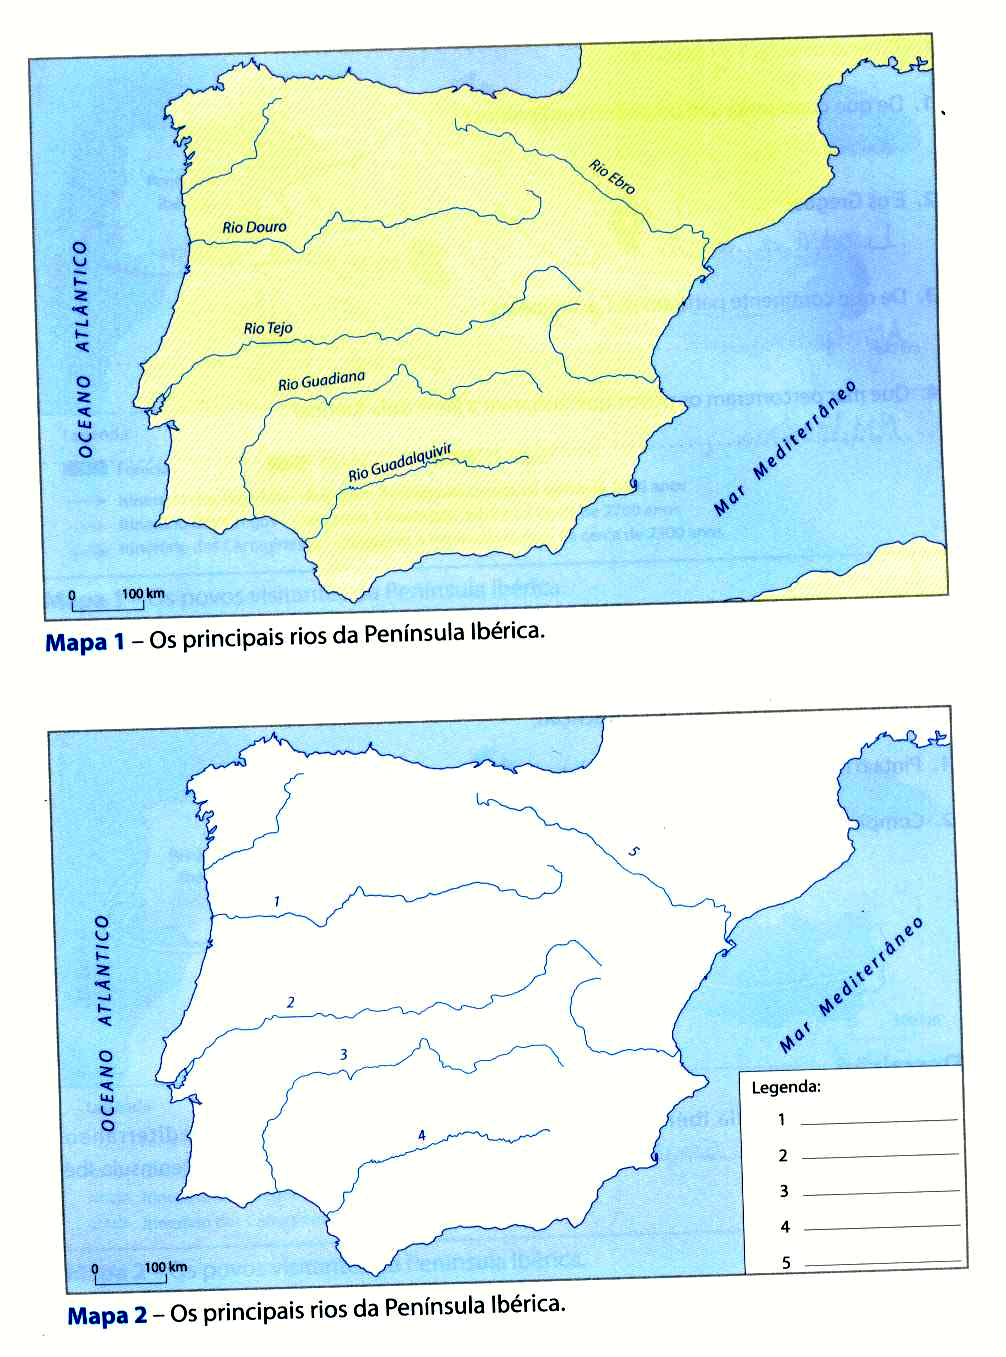 Rio Ebro
Rio Douro
OCEANO ATLÂNTICO
Rio Tejo
Rio Guadiana
Rio Guadalquivir
Mar Mediterrâneo
0 100 km
Mapa 1 – Os principais rios da Península Ibérica.
5
1
OCEANO ATLÂNTICO
2
3
4
Mar Mediterrâneo
Legenda:
1
2
3
4
5
0 100 km
Mapa 2 – Os principais rios da Península Ibérica.